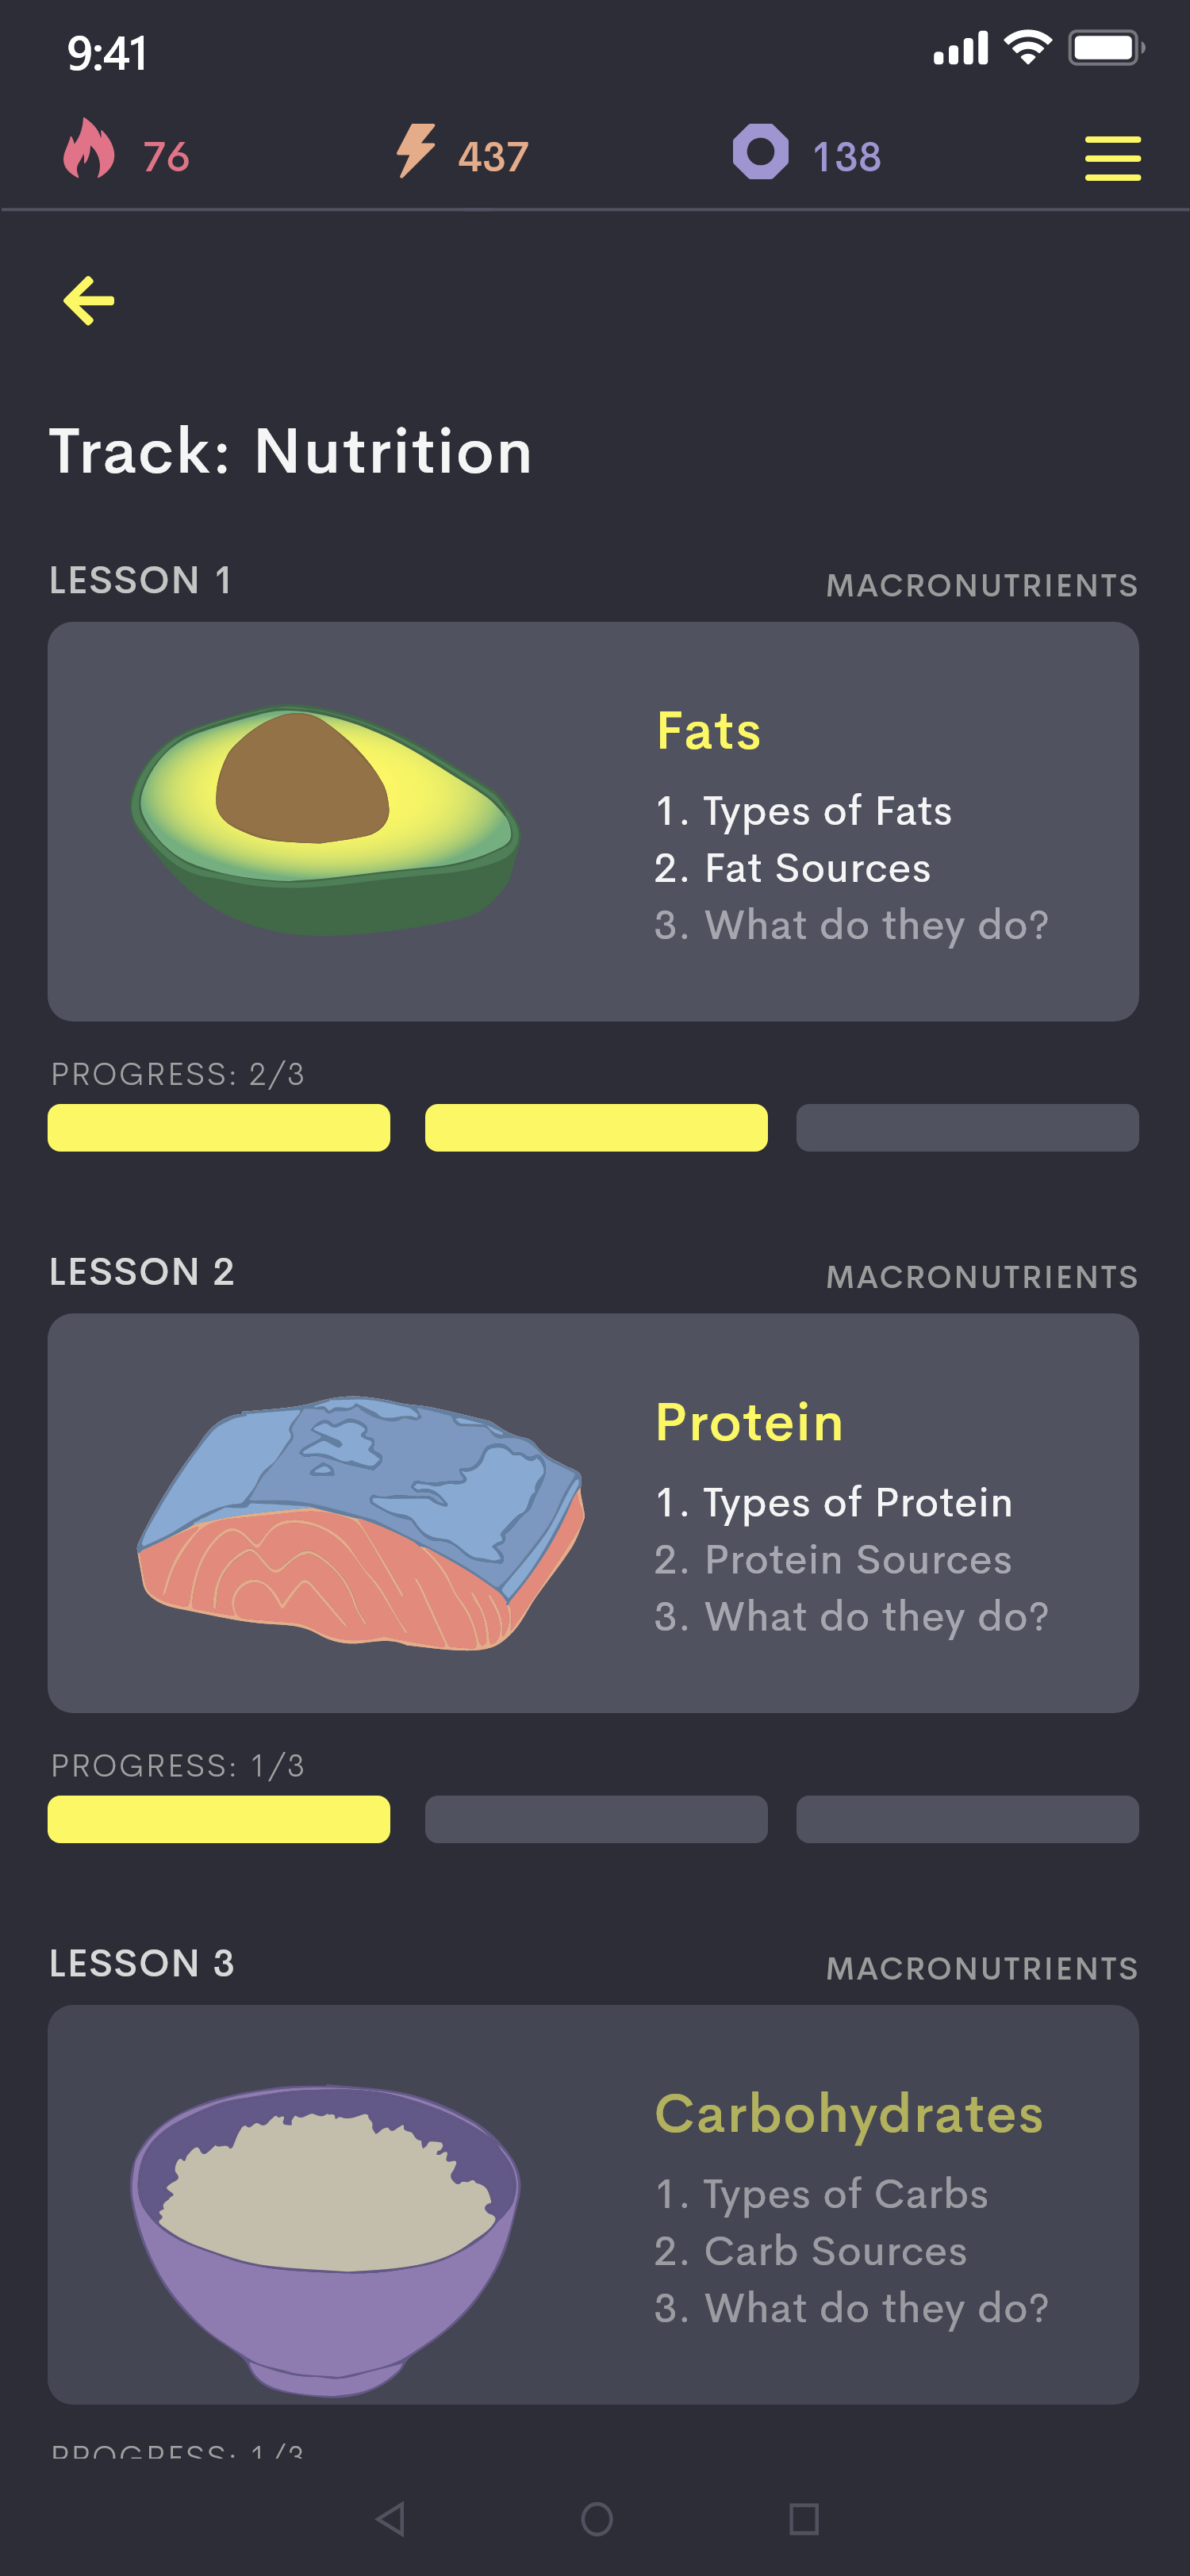 9:41
76 437 138
Track: Nutrition
LESSON 1 MACRONUTRIENTS
Fats
1. Types of Fats
2. Fat Sources
3. What do they do?
PROGRESS: 2/3
LESSON 2 MACRONUTRIENTS
Protein
1. Types of Protein
2. Protein Sources
3. What do they do?
PROGRESS: 1/3
LESSON 3 MACRONUTRIENTS
Carbohydrates
1. Types of Carbs
2. Carb Sources
3. What do they do?
PROGRESS: 1/3